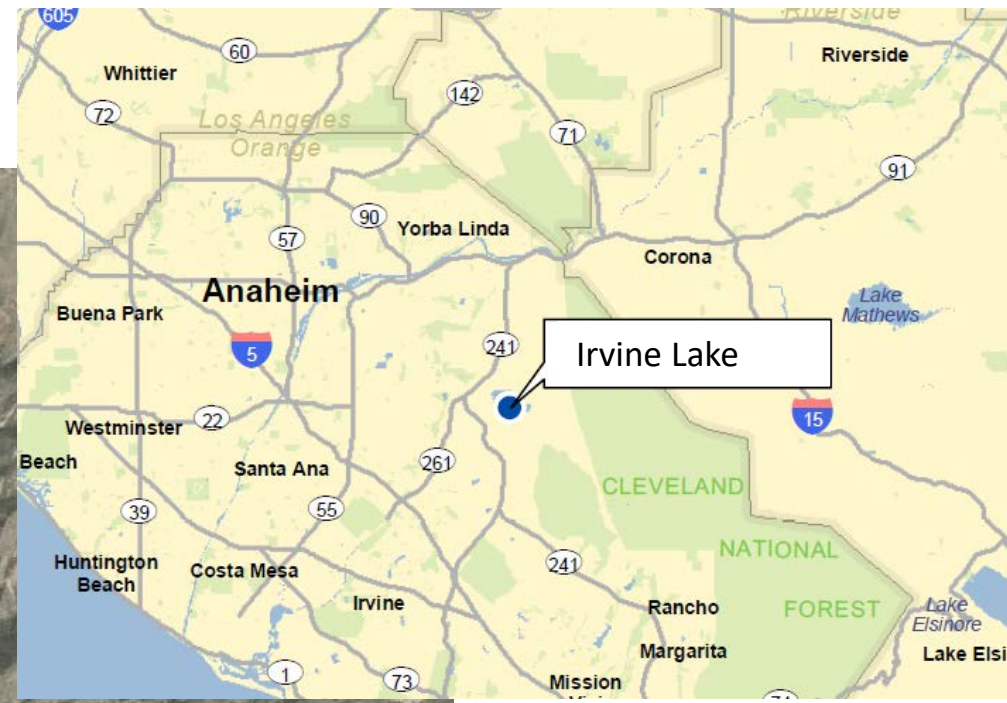 605
Riverside
60
Riverside
Whittier
142
72
Los Angeles
Orange
71
91
90
Yorba Linda
57
Corona
Anaheim
Lake
Mathews
Buena Park
5
241
Irvine Lake
15
22
Westminster
Beach
Santa Ana
261
CLEVELAND
39
55
NATIONAL
Huntington
Beach
Costa Mesa
241
Irvine
Rancho
Margarita
FOREST
Lake
Elsinore
Lake Elsi
1
73
Mission